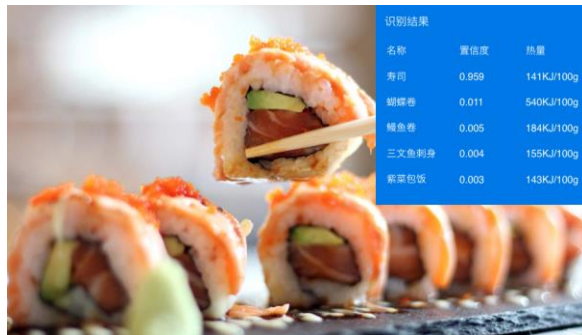 识别结果
名称 置信度 热量
寿司 0.959 141KJ/100g
蝴蝶卷 0.011 540KJ/100g
鳗鱼卷 0.005 184KJ/100g
三文鱼刺身 0.004 155KJ/100g
紫菜包饭 0.003 143KJ/100g